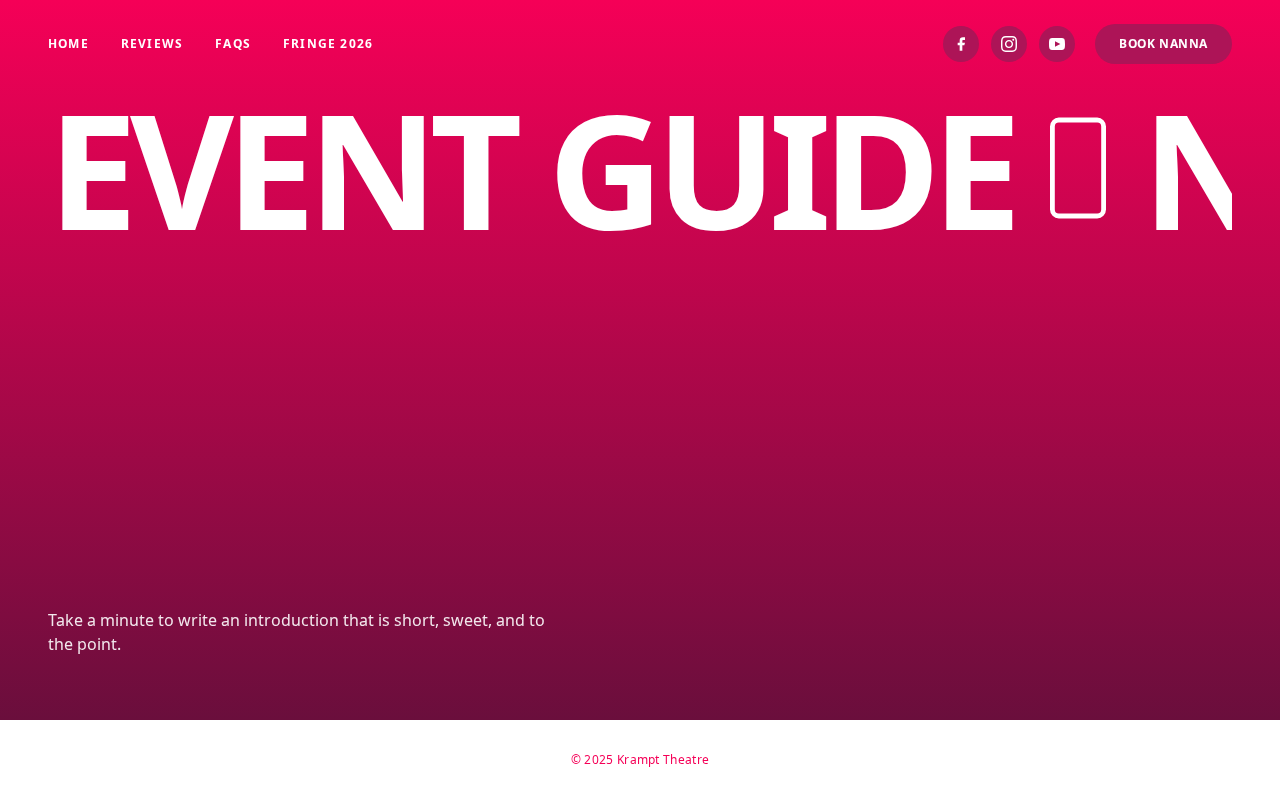 HOME REVIEWS FAQS FRINGE 2026 BOOK NANNA
EVENT GUIDE N
Take a minute to write an introduction that is short, sweet, and to
the point.
© 2025 Krampt Theatre